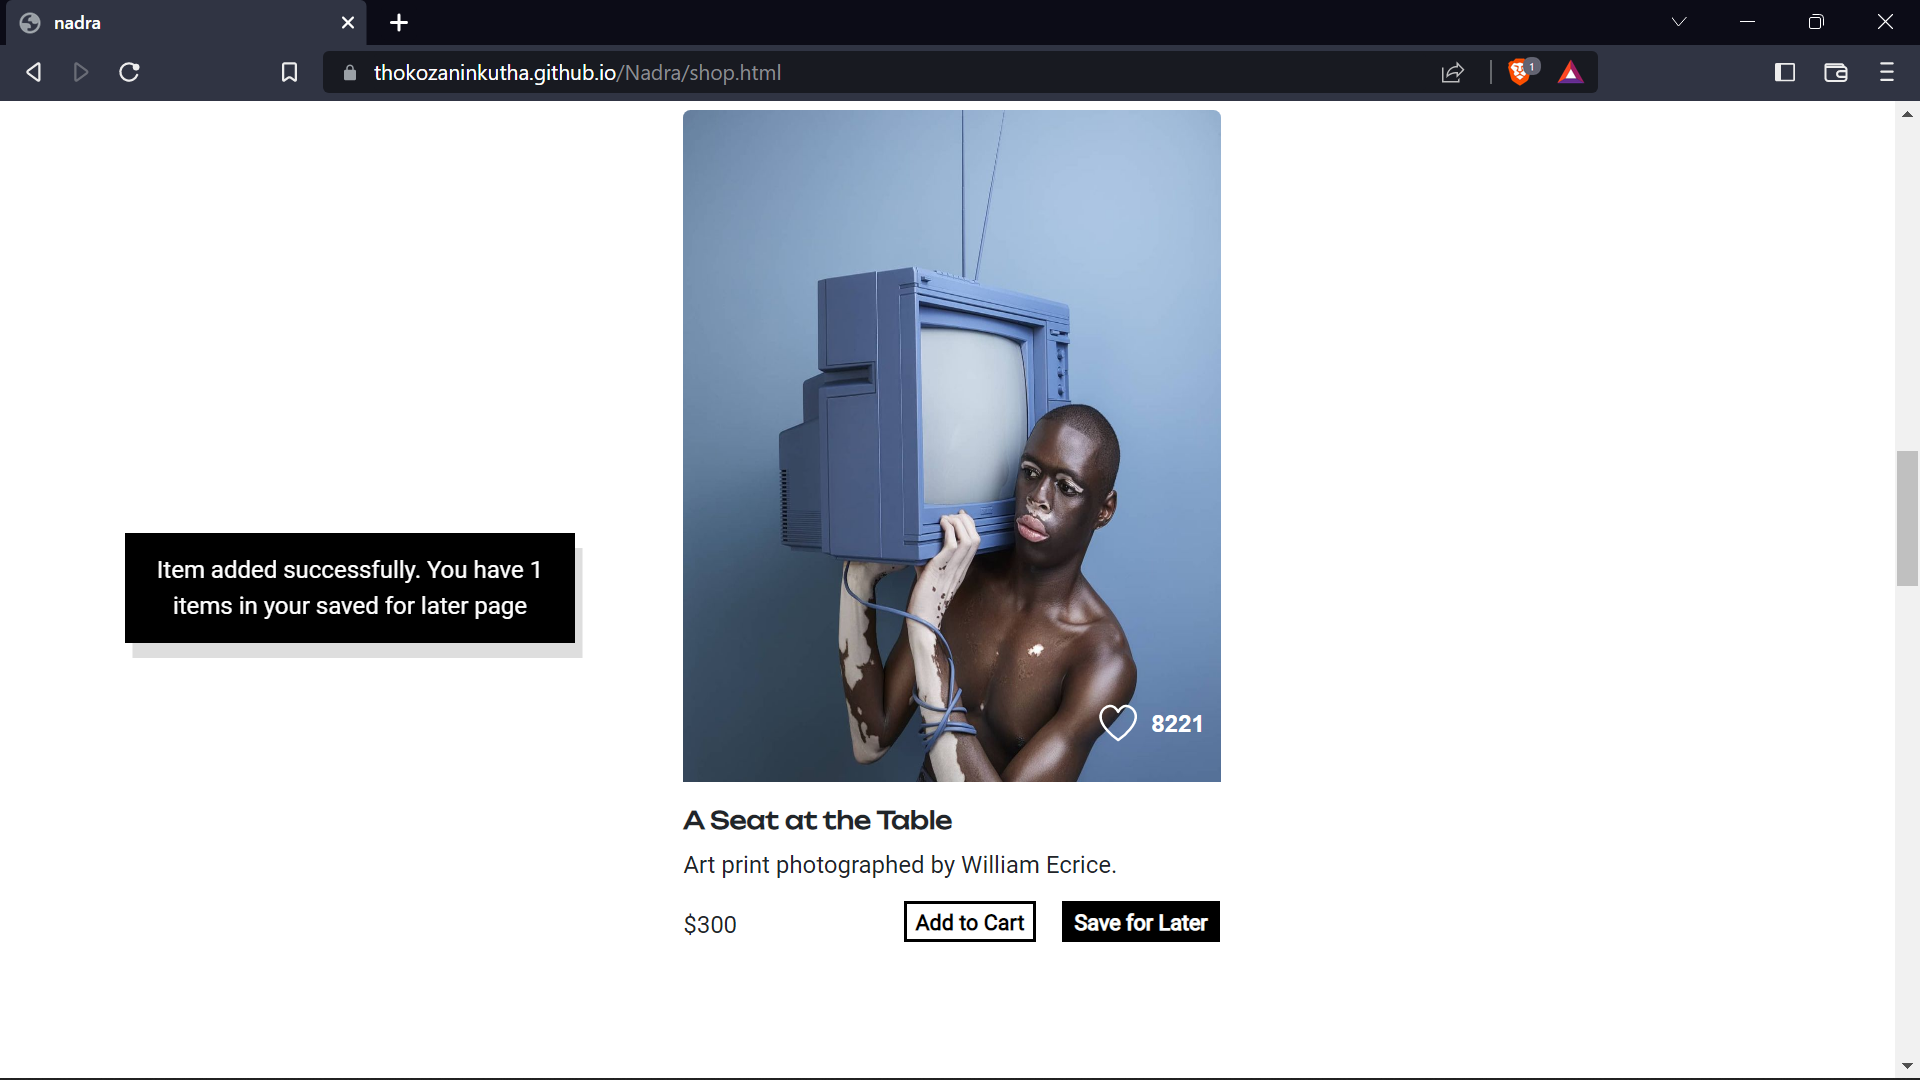 nadra
thokozaninkutha.github.io/Nadra/shop.html
1
Item added successfully. You have 1
items in your saved for later page
8221
A Seat at the Table
Art print photographed by William Ecrice.
$300
Add to Cart
Save for Later